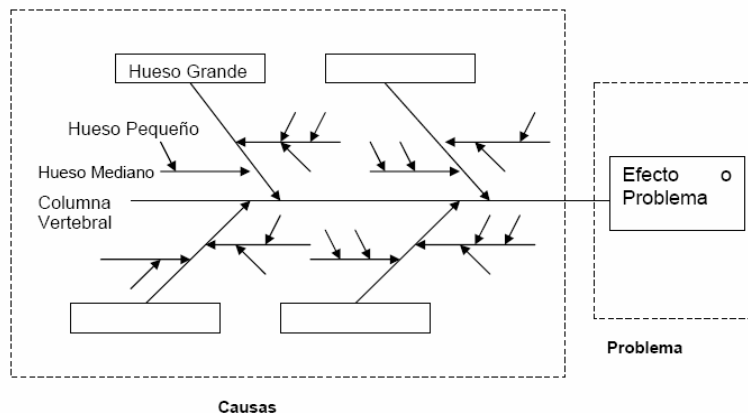 Hueso Grande
Hueso Pequeño
Hueso Mediano
Columna
Vertebral
Efecto o
Problema
Problema
Causas